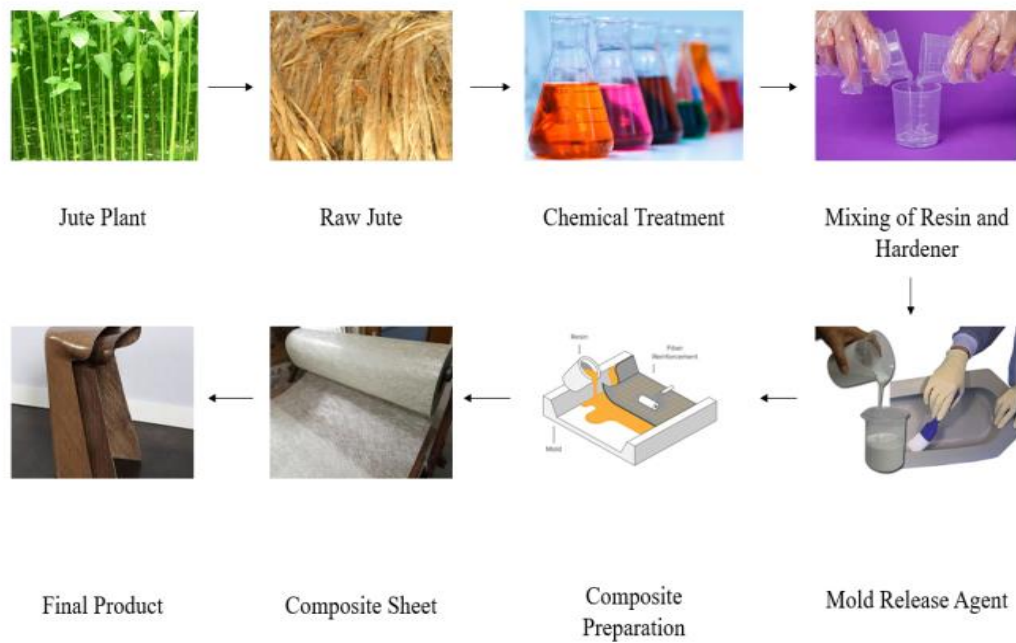 Jute Plant
Raw Jute
Chemical Treatment
Mixing of Resin and
Hardener
Resin
Fiber
Reinforcement
Mold
Final Product
Composite Sheet
Composite
Preparation
Mold Release Agent